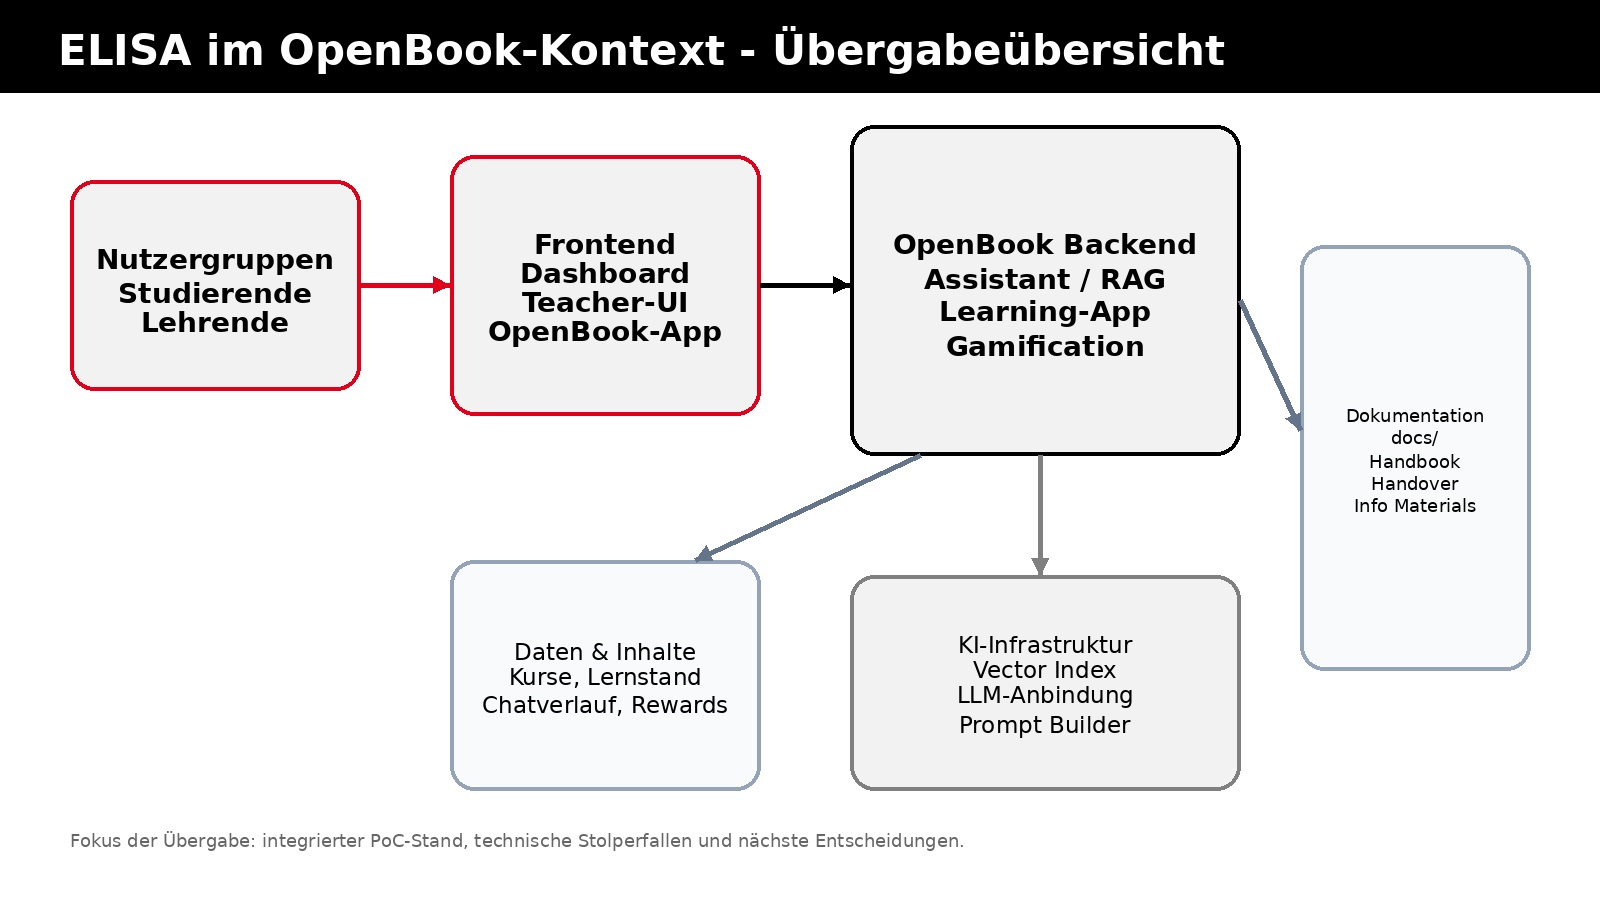 ELISA im OpenBook-Kontext - Übergabeübersicht
Nutzergruppen
Studierende
Lehrende
Frontend
Dashboard
Teacher-UI
OpenBook-App
OpenBook Backend
Assistant / RAG
Learning-App
Gamification
Dokumentation
docs/
Handbook
Handover
Info Materials
Daten & Inhalte
Kurse, Lernstand
Chatverlauf, Rewards
KI-Infrastruktur
Vector Index
LLM-Anbindung
Prompt Builder
Fokus der Übergabe: integrierter PoC-Stand, technische Stolperfallen und nächste Entscheidungen.